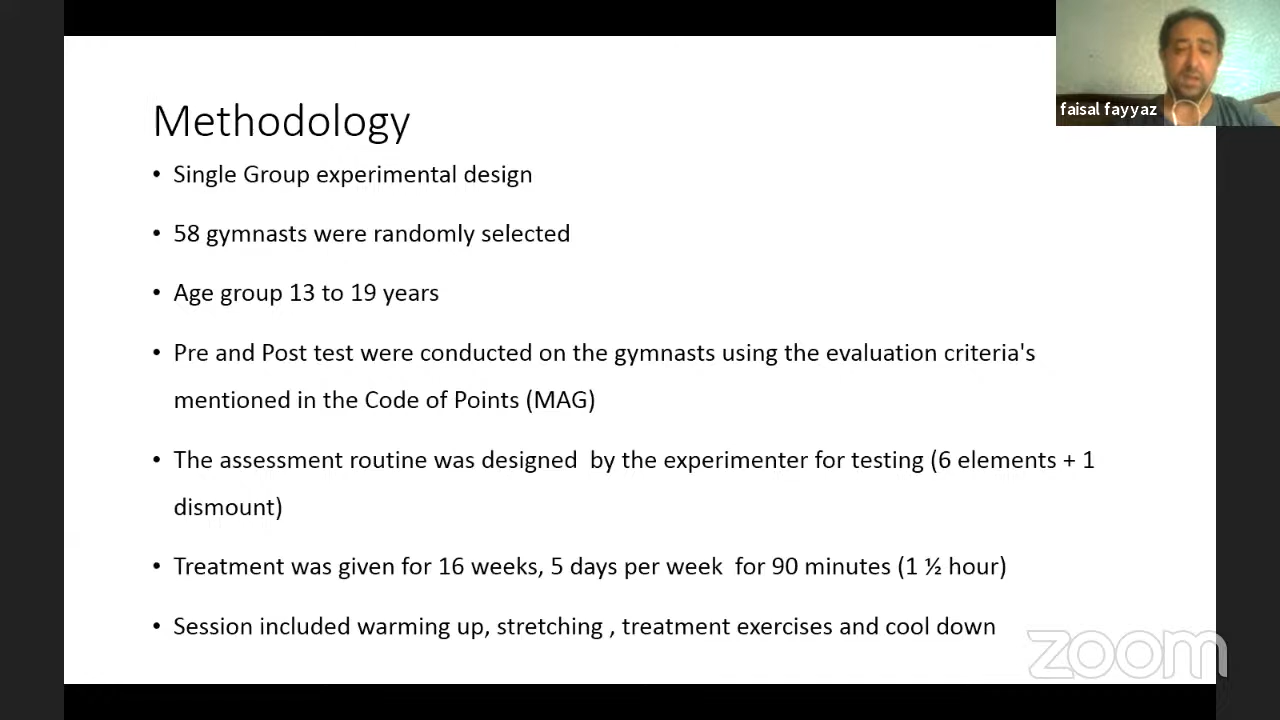 faisal fayyaz
Methodology
• Single Group experimental design
• 58 gymnasts were randomly selected
• Age group 13 to 19 years
• Pre and Post test were conducted on the gymnasts using the evaluation criteria's
mentioned in the Code of Points (MAG)
• The assessment routine was designed  by the experimenter for testing (6 elements + 1
dismount)
• Treatment was given for 16 weeks, 5 days per week  for 90 minutes (1 ½ hour)
• Session included warming up, stretching , treatment exercises and cool down
zoom